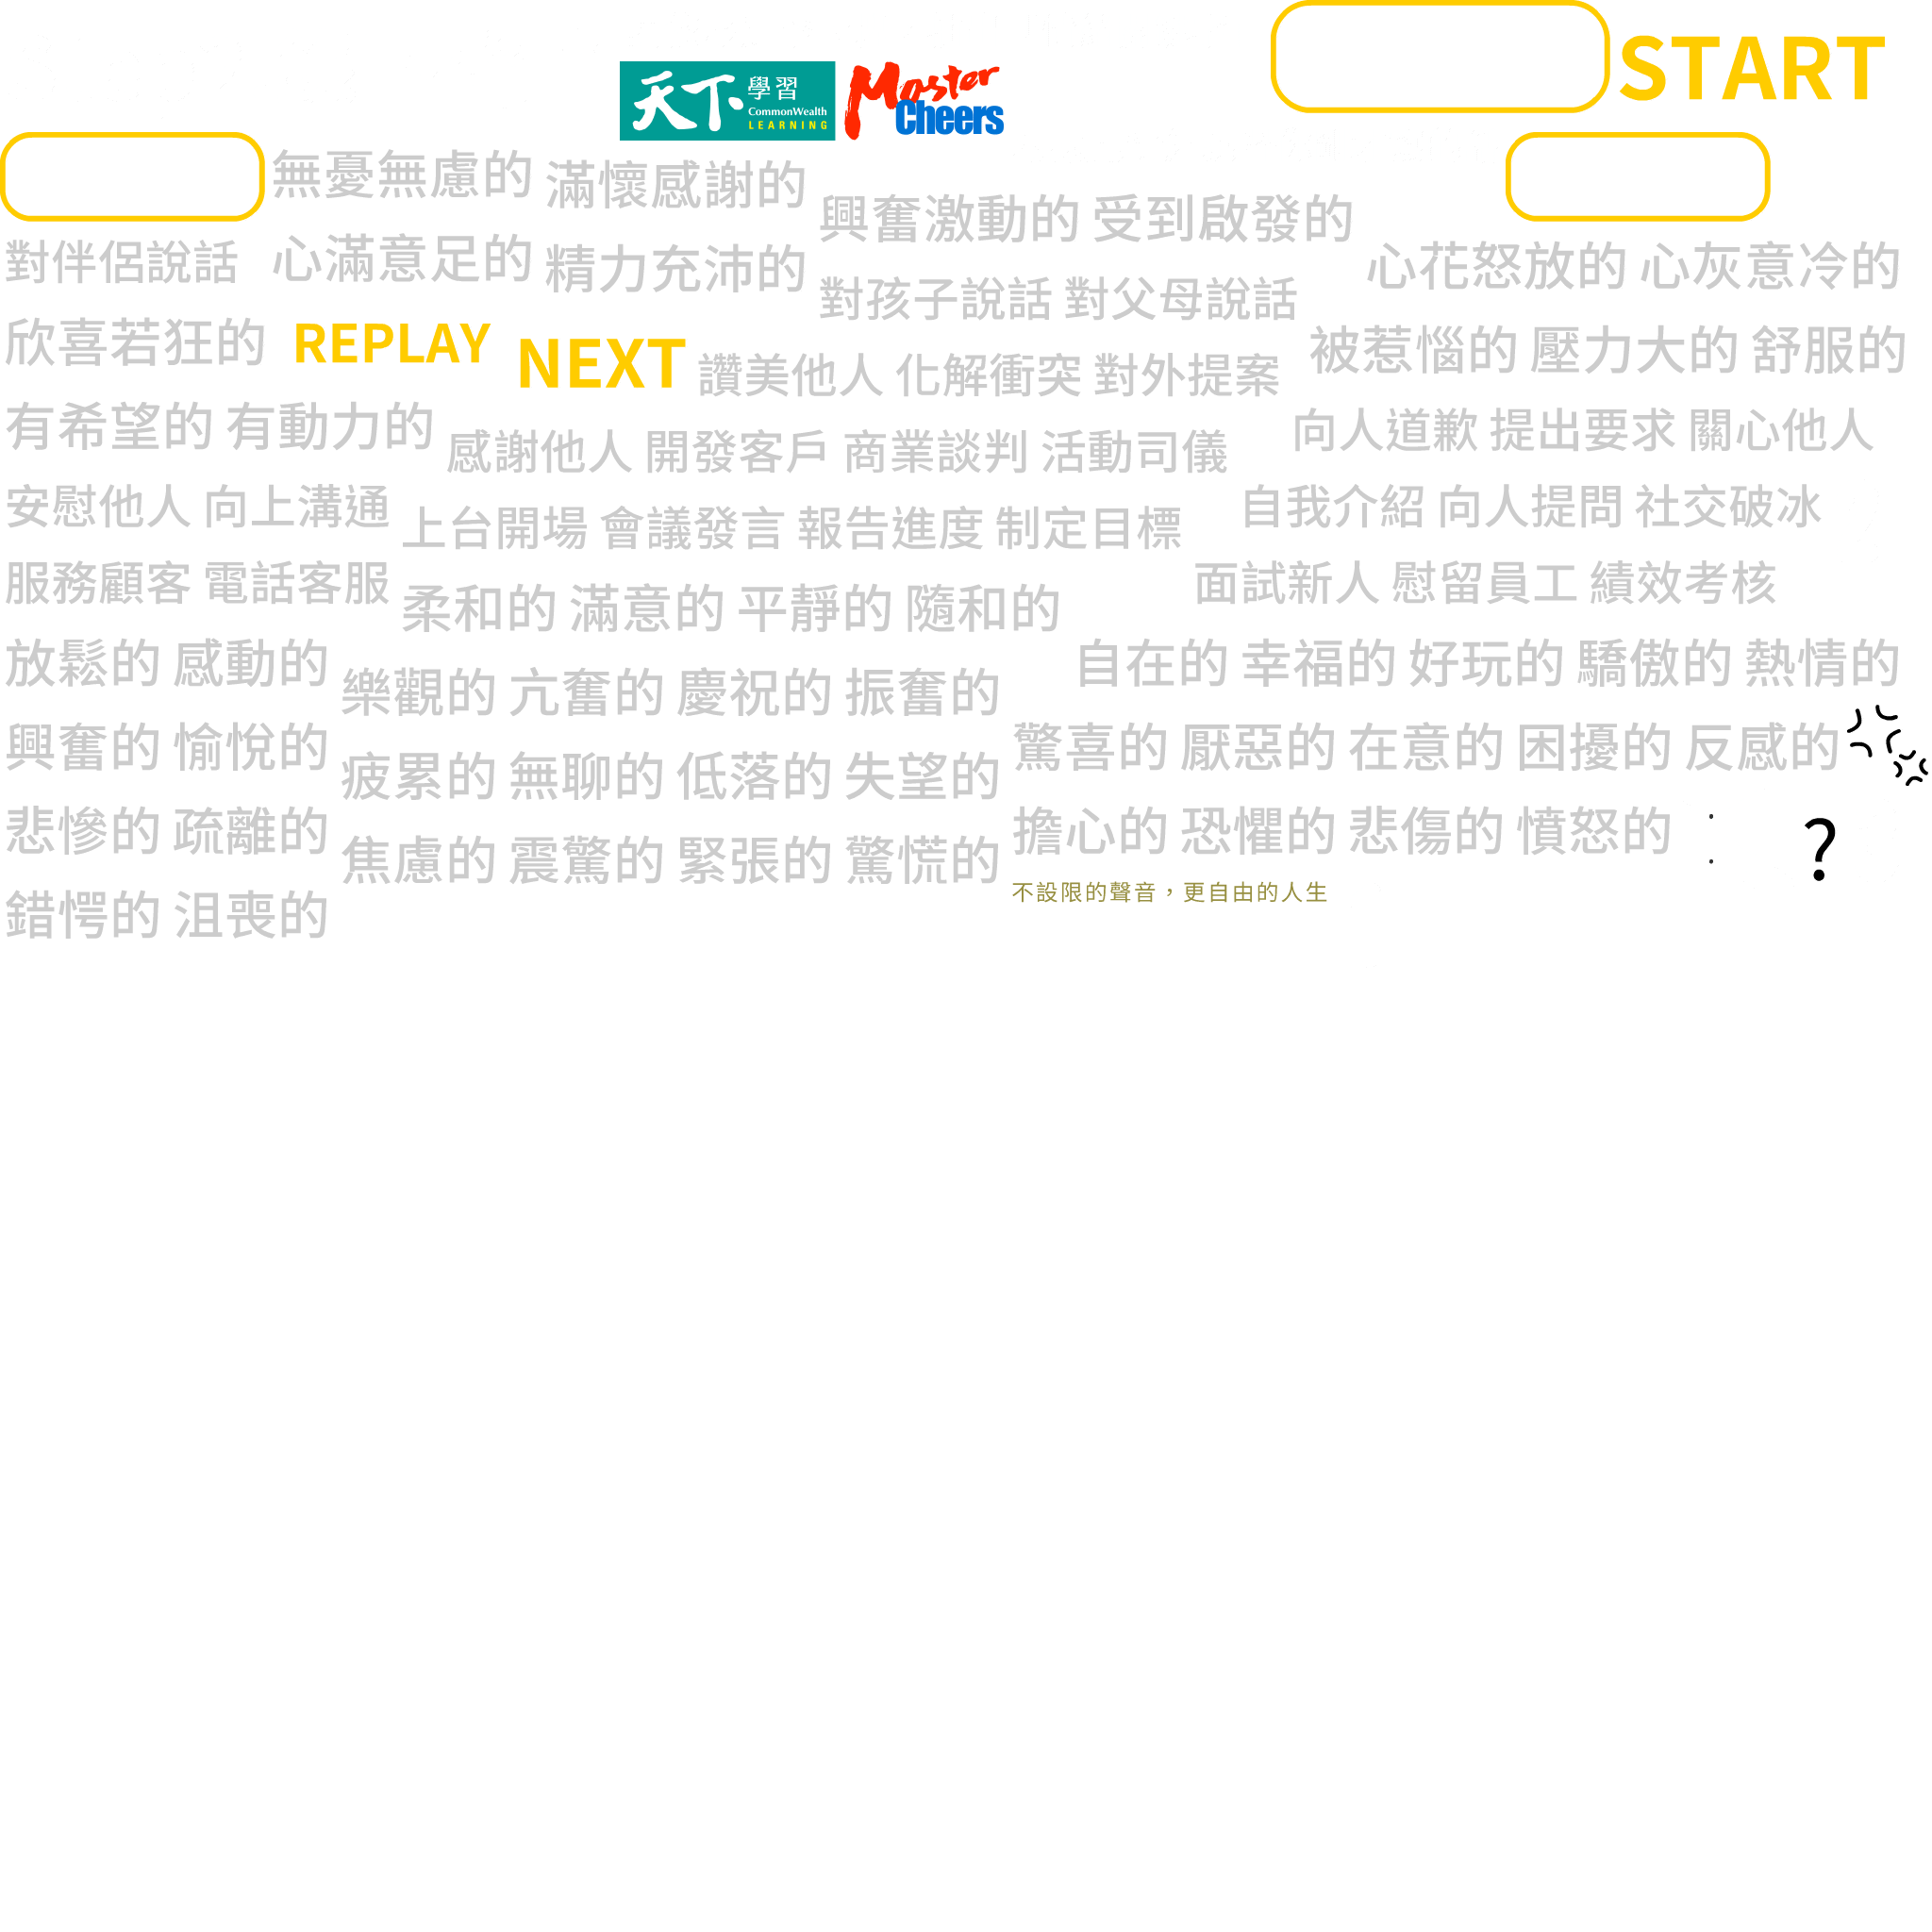 START
天下 學習
CommonWealth
LEARNING
Master
Cheers
無憂無慮的 滿懷感謝的
興奮激動的 受到啟發的
對伴侶說話 心滿意足的 精力充沛的
心花怒放的 心灰意冷的
對孩子說話 對父母說話
欣喜若狂的 REPLAY NEXT
被惹惱的 壓力大的 舒服的
讚美他人 化解衝突 對外提案
有希望的 有動力的
向人道歉 提出要求 關心他人
感謝他人 開發客戶 商業談判 活動司儀
安慰他人 向上溝通
自我介紹 向人提問 社交破冰
上台開場 會議發言 報告進度 制定目標
服務顧客 電話客服
面試新人 慰留員工 績效考核
柔和的 滿意的 平靜的 隨和的
放鬆的 感動的
自在的 幸福的 好玩的 驕傲的 熱情的
樂觀的 亢奮的 慶祝的 振奮的
興奮的 愉悅的
驚喜的 厭惡的 在意的 困擾的 反感的
疲累的 無聊的 低落的 失望的
悲慘的 疏離的
擔心的 恐懼的 悲傷的 憤怒的 : ?
焦慮的 震驚的 緊張的 驚慌的
不設限的聲音，更自由的人生
錯愕的 沮喪的